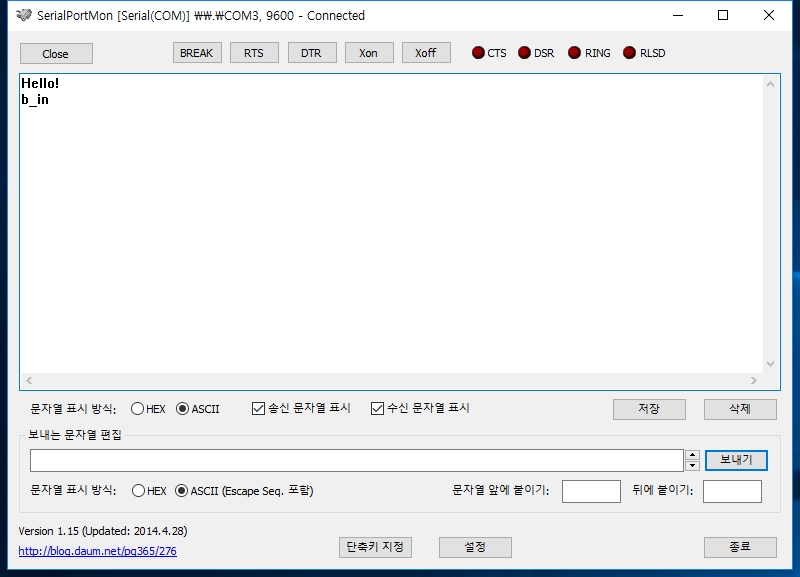 SerialPortMon [Serial(COM)] ₩₩.₩COM3, 9600 - Connected
Close BREAK RTS DTR Xon Xoff CTS DSR RING RLSD
Hello!
b_in
문자열 표시 방식: HEX ASCII 송신 문자열 표시 수신 문자열 표시 저장 삭제
보내는 문자열 편집
보내기
문자열 표시 방식: HEX ASCII (Escape Seq. 포함) 문자열 앞에 붙이기: 뒤에 붙이기:
Version 1.15 (Updated: 2014.4.28)
http://blog.daum.net/pg365/276
단축키 지정 설정 종료